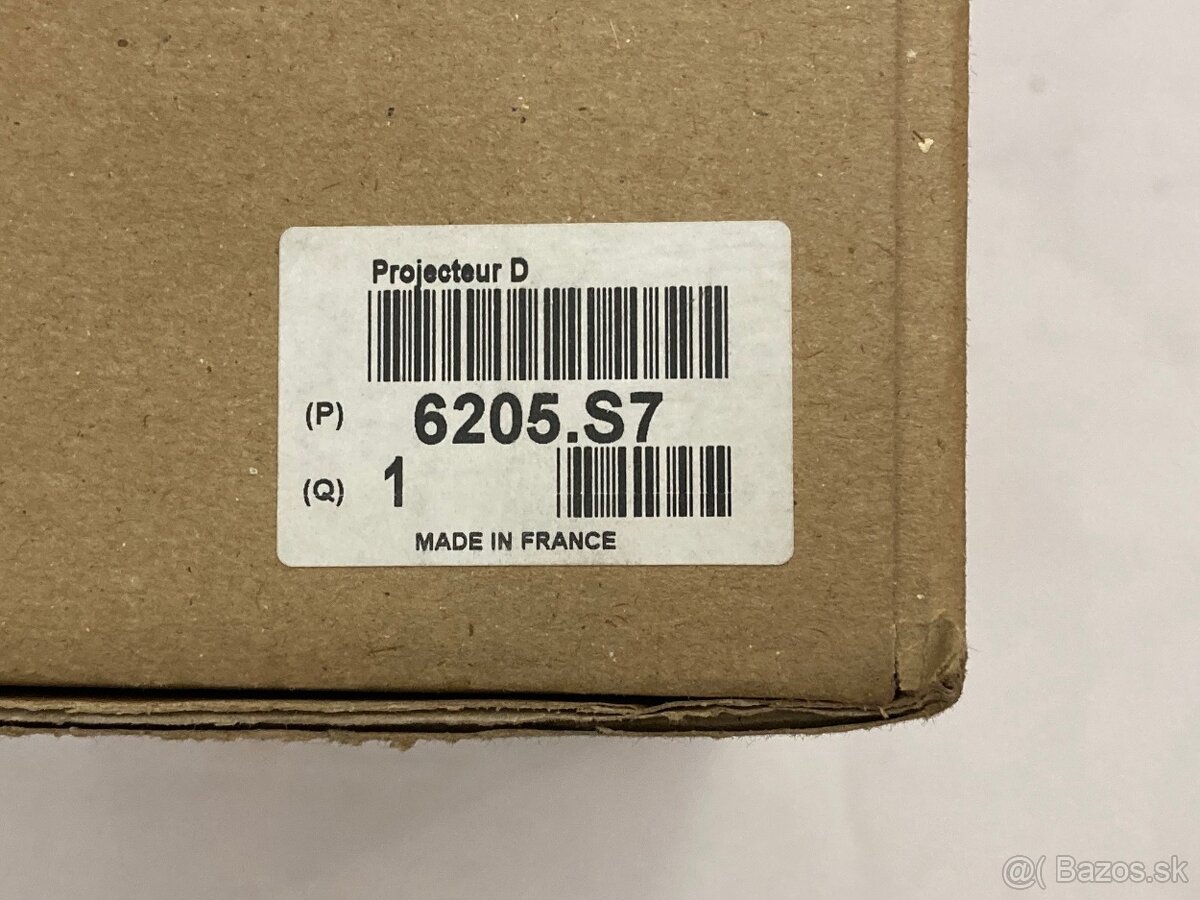 Projecteur D
(P) 6205.S7
(Q) 1
MADE IN FRANCE
@( Bazos.sk